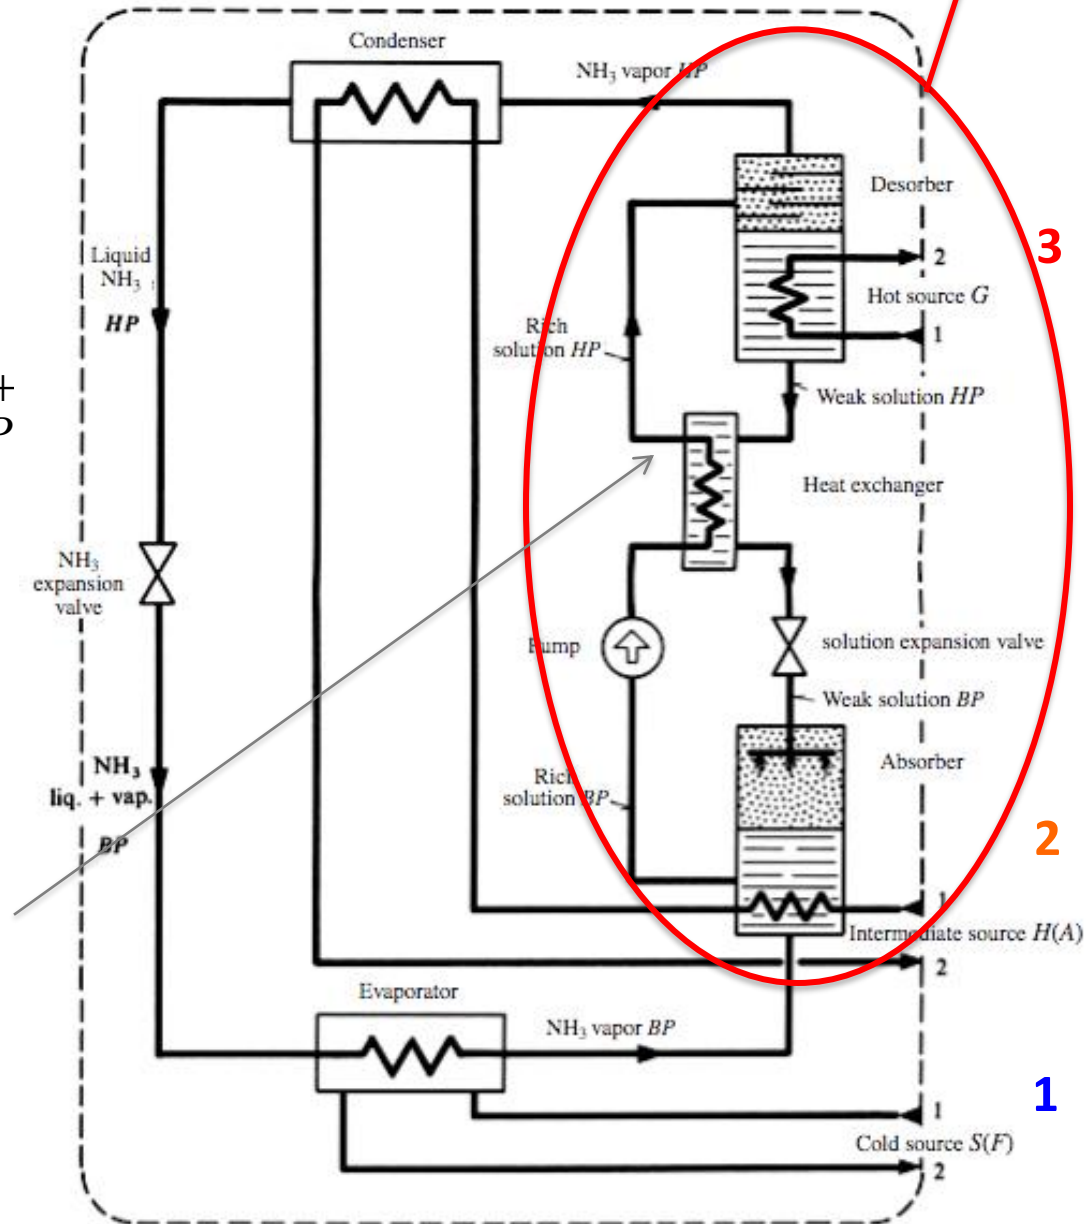 Condenser
NH₃ vapor HP
Desorber
3
2
Liquid
NH₃
Hot source G
HP
Rich
solution HP
1
+
P
Weak solution HP
Heat exchanger
NH₃
expansion
valve
Pump
solution expansion valve
Weak solution BP
NH₃
liq. + vap.
BP
Absorber
Rich
solution BP
2
1
Intermediate source H(A)
2
Evaporator
NH₃ vapor BP
1
1
Cold source S(F)
2